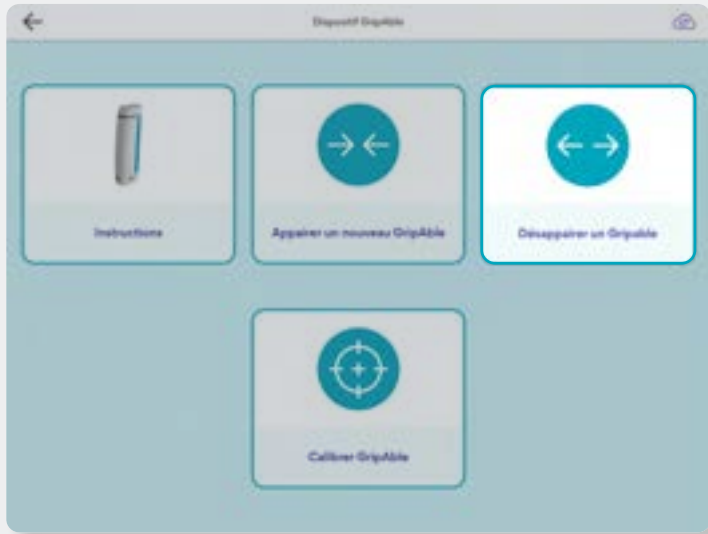 Dispositif GripAble
Instructions
Appairer un nouveau GripAble
Désappairer un Gripable
Calibrer GripAble